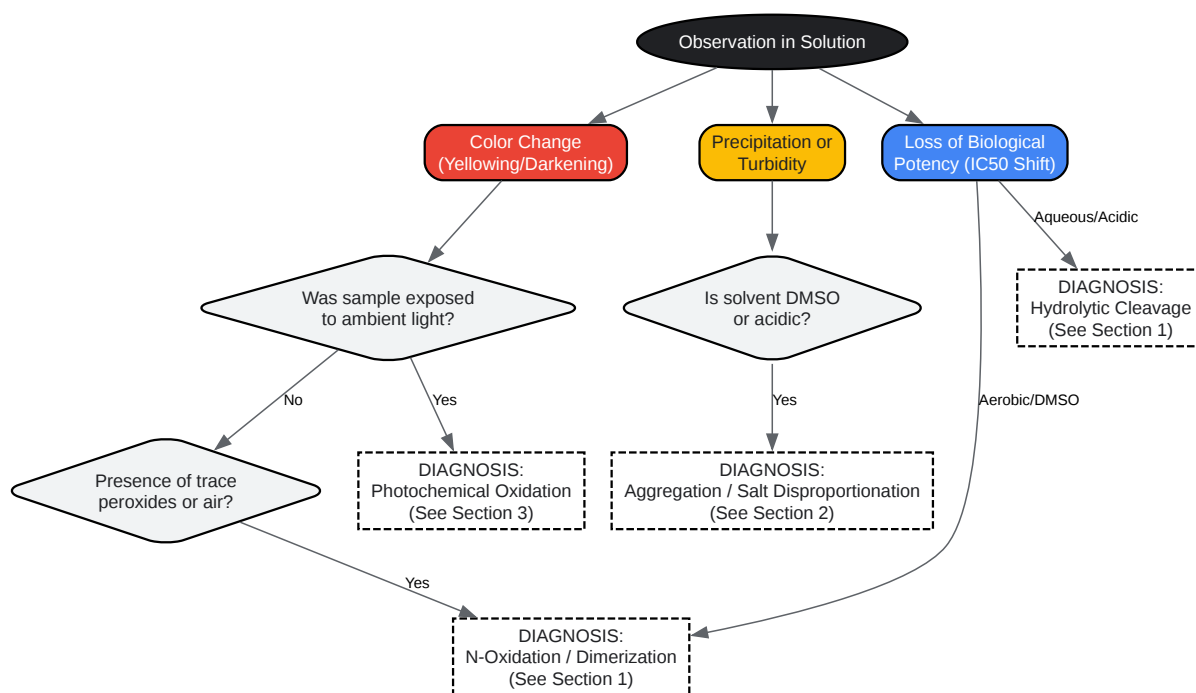 Observation in Solution
Color Change
(Yellowing/Darkening)
Precipitation or
Turbidity
Loss of Biological
Potency (IC50 Shift)
Aqueous/Acidic
Was sample exposed
to ambient light?
Is solvent DMSO
or acidic?
DIAGNOSIS:
Hydrolytic Cleavage
(See Section 1)
No
Yes
Yes
Aerobic/DMSO
Presence of trace
peroxides or air?
DIAGNOSIS:
Photochemical Oxidation
(See Section 3)
DIAGNOSIS:
Aggregation / Salt Disproportionation
(See Section 2)
Yes
DIAGNOSIS:
N-Oxidation / Dimerization
(See Section 1)